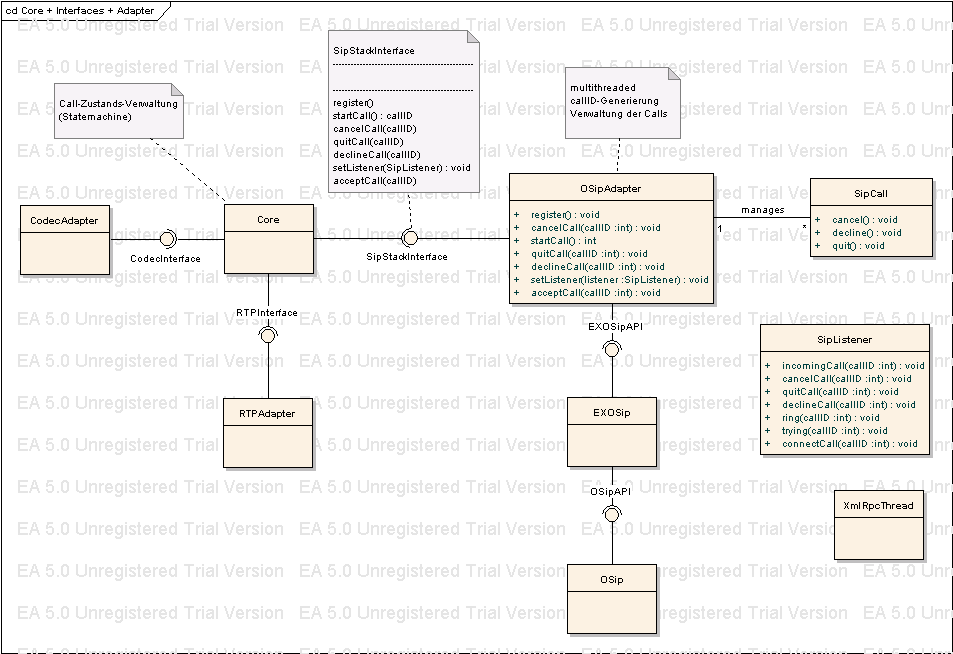 cd Core + Interfaces + Adapter
EA 5.0 Unregistered Trial Version
SipStackInterface
register()
startCall() : callID
cancelCall(callID)
quitCall(callID)
declineCall(callID)
setListener(SipListener) : void
acceptCall(callID)
Call-Zustands-Verwaltung
(Statemachine)
multithreaded
callID-Generierung
Verwaltung der Calls
CodecAdapter
CodecInterface
Core
SipStackInterface
OSipAdapter
+ register() : void
+ cancelCall(callID :int) : void
+ startCall() : int
+ quitCall(callID :int) : void
+ declineCall(callID :int) : void
+ setListener(listener :SipListener) : void
+ acceptCall(callID :int) : void
manages
1
*
SipCall
+ cancel() : void
+ decline() : void
+ quit() : void
RTPInterface
RTPAdapter
EXOSipAPI
EXOSip
OSipAPI
OSip
SipListener
+ incomingCall(callID :int) : void
+ cancelCall(callID :int) : void
+ quitCall(callID :int) : void
+ declineCall(callID :int) : void
+ ring(callID :int) : void
+ trying(callID :int) : void
+ connectCall(callID :int) : void
XmlRpcThread